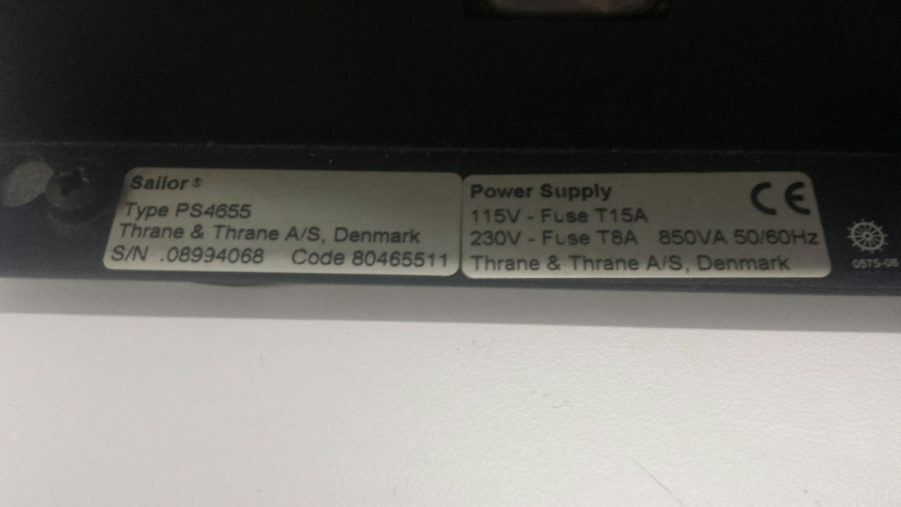 Sailor®
Type PS4655
Thrane & Thrane A/S, Denmark
S/N .08994068 Code 80465511
Power Supply
CE
115V - Fuse T15A
230V - Fuse T8A 850VA 50/60Hz
Thrane & Thrane A/S, Denmark
0575-08